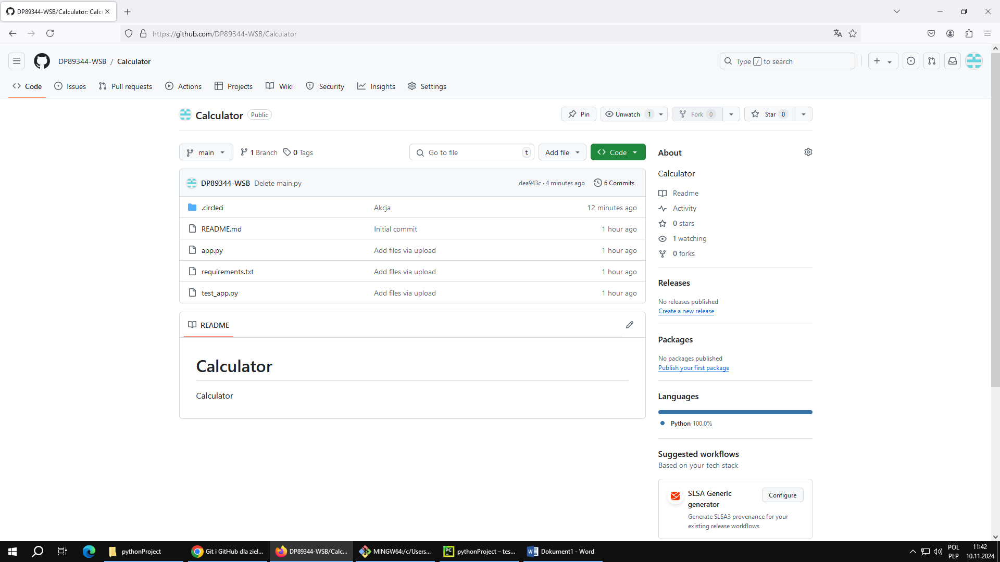 DP89344-WSB/Calculator: Calc
https://github.com/DP89344-WSB/Calculator
DP89344-WSB / Calculator
Type / to search
Code
Issues
Pull requests
Actions
Projects
Wiki
Security
Insights
Settings
Calculator Public
Pin
Unwatch 1
Fork 0
Star 0
main
1 Branch
0 Tags
Go to file t
Add file
Code
DP89344-WSB Delete main.py dea943c · 4 minutes ago 6 Commits
.circleci Akcja 12 minutes ago
README.md Initial commit 1 hour ago
app.py Add files via upload 1 hour ago
requirements.txt Add files via upload 1 hour ago
test_app.py Add files via upload 1 hour ago
README
Calculator
Calculator
About
Calculator
Readme
Activity
0 stars
1 watching
0 forks
Releases
No releases published
Create a new release
Packages
No packages published
Publish your first package
Languages
Python 100.0%
Suggested workflows
Based on your tech stack
SLSA Generic
generator
Configure
Generate SLSA3 provenance for your
existing release workflows
pythonProject
Git i GitHub dla ziel...
DP89344-WSB/Calc...
MINGW64:/c/Users...
PC
pythonProject – tes...
Dokument1 - Word
POL
PLP
11:42
10.11.2024